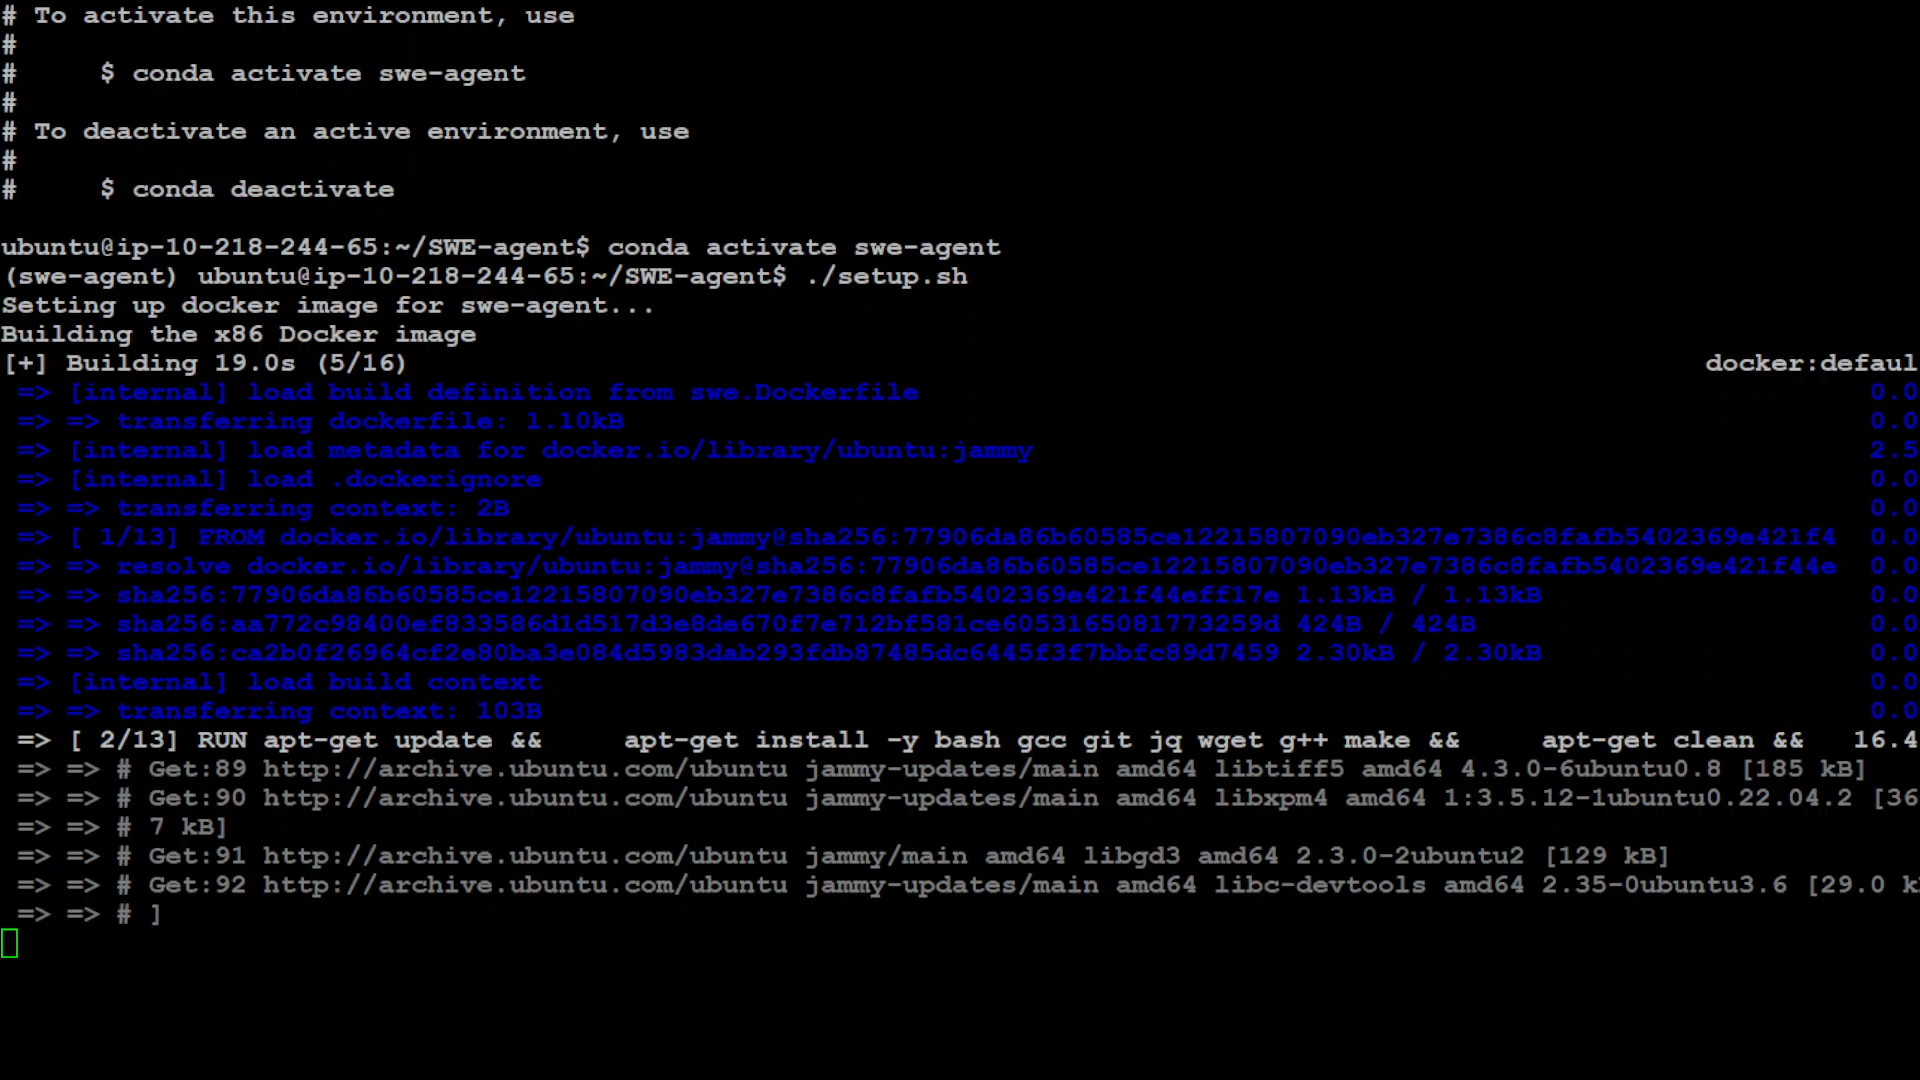 # To activate this environment, use
#
#     $ conda activate swe-agent
#
# To deactivate an active environment, use
#
#     $ conda deactivate
ubuntu@ip-10-218-244-65:~/SWE-agent$ conda activate swe-agent
(swe-agent) ubuntu@ip-10-218-244-65:~/SWE-agent$ ./setup.sh
Setting up docker image for swe-agent...
Building the x86 Docker image
[+] Building 19.0s (5/16) docker:defaul
=> [internal] load build definition from swe.Dockerfile 0.0
=> => transferring dockerfile: 1.10kB 0.0
=> [internal] load metadata for docker.io/library/ubuntu:jammy 2.5
=> [internal] load .dockerignore 0.0
=> => transferring context: 2B 0.0
=> [ 1/13] FROM docker.io/library/ubuntu:jammy@sha256:77906da86b60585ce12215807090eb327e7386c8fafb5402369e421f4 0.0
=> => resolve docker.io/library/ubuntu:jammy@sha256:77906da86b60585ce12215807090eb327e7386c8fafb5402369e421f44e 0.0
=> => sha256:77906da86b60585ce12215807090eb327e7386c8fafb5402369e421f44eff17e 1.13kB / 1.13kB 0.0
=> => sha256:aa772c98400ef833586d1d517d3e8de670f7e712bf581ce6053165081773259d 424B / 424B 0.0
=> => sha256:ca2b0f26964cf2e80ba3e084d5983dab293fdb87485dc6445f3f7bbfc89d7459 2.30kB / 2.30kB 0.0
=> [internal] load build context 0.0
=> => transferring context: 103B 0.0
=> [ 2/13] RUN apt-get update &&     apt-get install -y bash gcc git jq wget g++ make &&     apt-get clean && 16.4
=> => # Get:89 http://archive.ubuntu.com/ubuntu jammy-updates/main amd64 libtiff5 amd64 4.3.0-6ubuntu0.8 [185 kB]
=> => # Get:90 http://archive.ubuntu.com/ubuntu jammy-updates/main amd64 libxpm4 amd64 1:3.5.12-1ubuntu0.22.04.2 [36
=> => # 7 kB]
=> => # Get:91 http://archive.ubuntu.com/ubuntu jammy/main amd64 libgd3 amd64 2.3.0-2ubuntu2 [129 kB]
=> => # Get:92 http://archive.ubuntu.com/ubuntu jammy-updates/main amd64 libc-devtools amd64 2.35-0ubuntu3.6 [29.0 k
=> => # ]